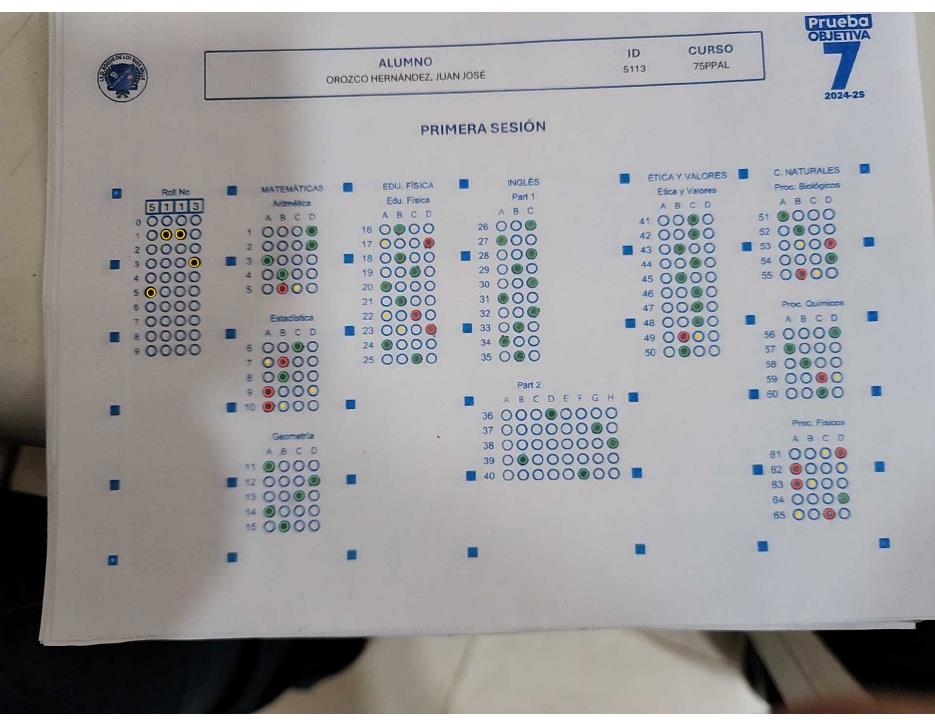 Prueba
OBJETIVA
7
2024-25
ALUMNO
OROZCO HERNÁNDEZ, JUAN JOSÉ
ID
5113
CURSO
75PPAL
PRIMERA SESIÓN
Roll No
5 1 1 3
0
1
2
3
4
5
6
7
8
9
MATEMÁTICAS
Aritmética
A B C D
1
2
3
4
5
Estadística
A B C D
6
7
8
9
10
Geometría
A B C D
11
12
13
14
15
EDU. FÍSICA
Edu. Física
A B C D
16
17
18
19
20
21
22
23
24
25
INGLÉS
Part 1
A B C
26
27
28
29
30
31
32
33
34
35
Part 2
A B C D E F G H
36
37
38
39
40
ÉTICA Y VALORES
Ética y Valores
A B C D
41
42
43
44
45
46
47
48
49
50
C. NATURALES
Proc. Biológicos
A B C D
51
52
53
54
55
Proc. Químicos
A B C D
56
57
58
59
60
Proc. Físicos
A B C D
61
62
63
64
65